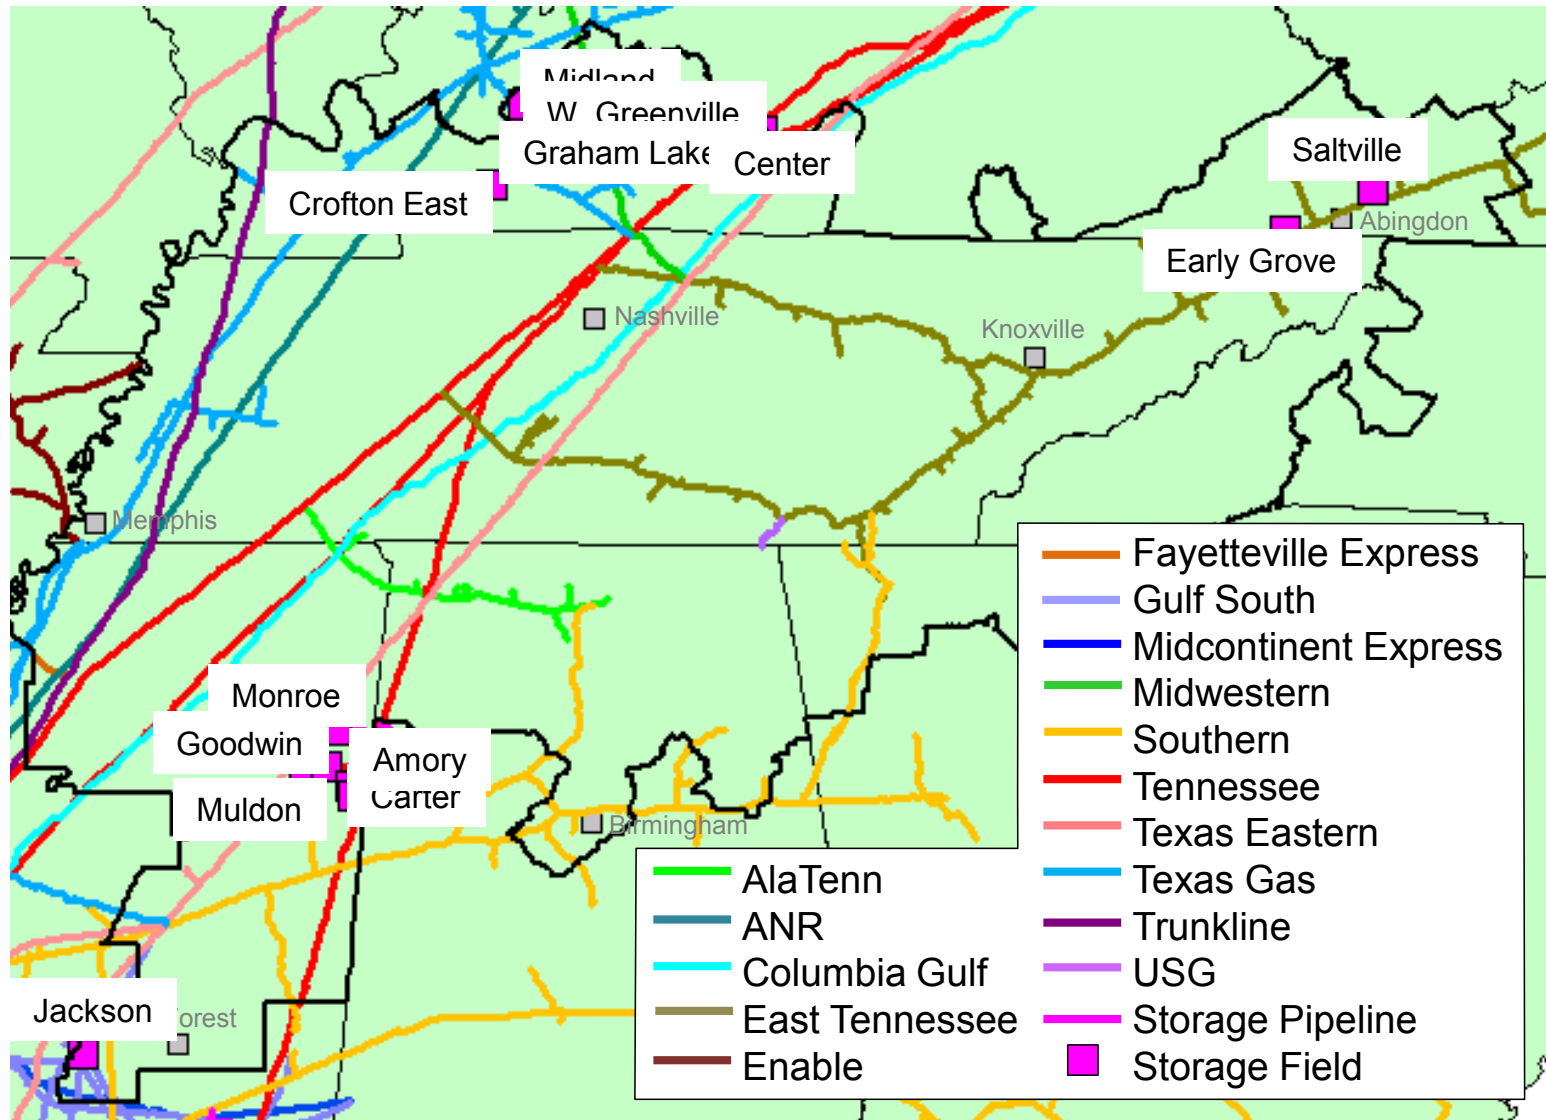 Midland
W. Greenville
Graham Lake
Center
Saltville
Crofton East
Abingdon
Early Grove
Nashville
Knoxville
Memphis
Monroe
Goodwin
Amory
Carter
Muldon
Birmingham
Jackson
orest
AlaTenn
ANR
Columbia Gulf
East Tennessee
Enable
Fayetteville Express
Gulf South
Midcontinent Express
Midwestern
Southern
Tennessee
Texas Eastern
Texas Gas
Trunkline
USG
Storage Pipeline
Storage Field